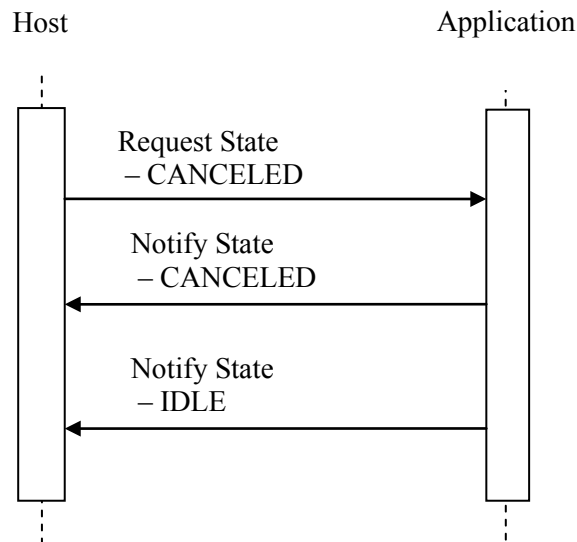 Host
Application
Request State
– CANCELED
Notify State
– CANCELED
Notify State
– IDLE